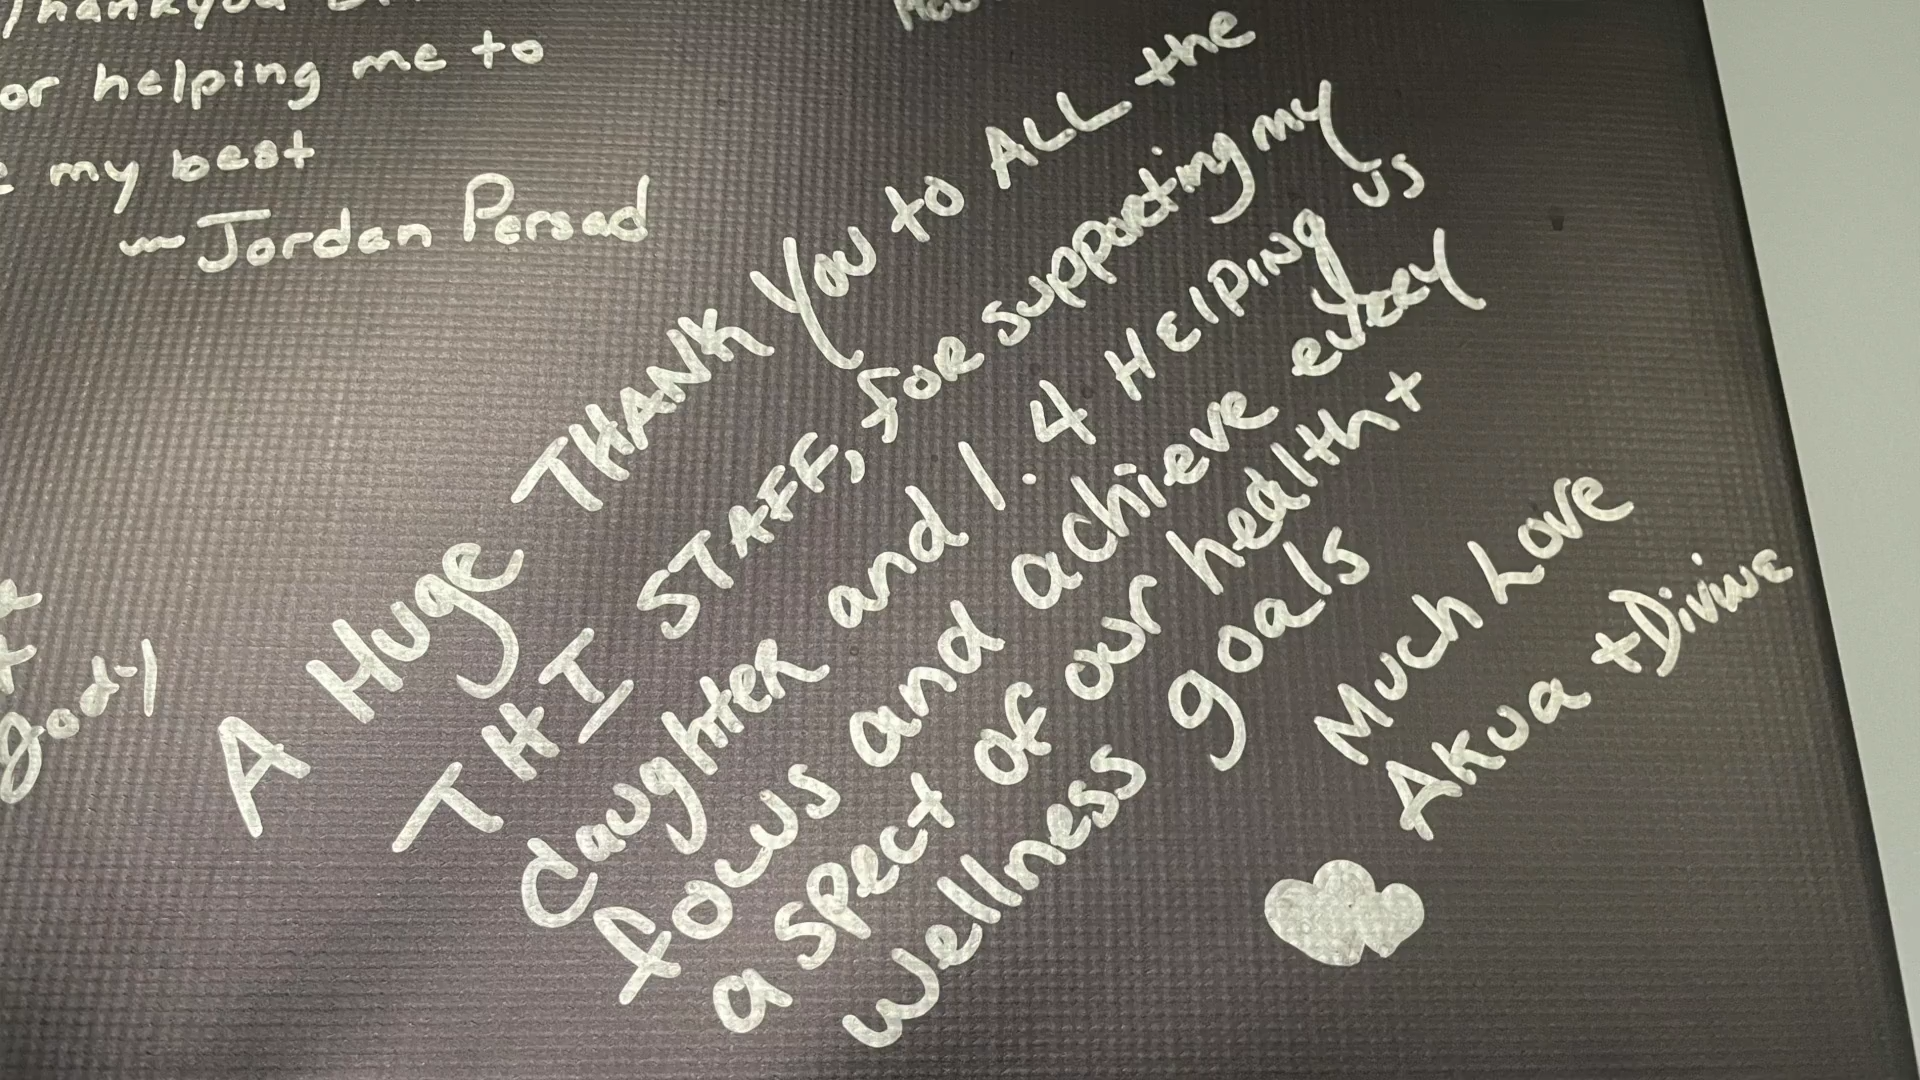 Thankyou
or helping me to
my best
~ Jordan Persad
A Huge THANK You to ALL the
THI STAFF, for supporting my
daughter and I. 4 HElPiNg us
focus and achieve every
aspect of our health +
wellness goals
Much Love
Akua + Divine
good!